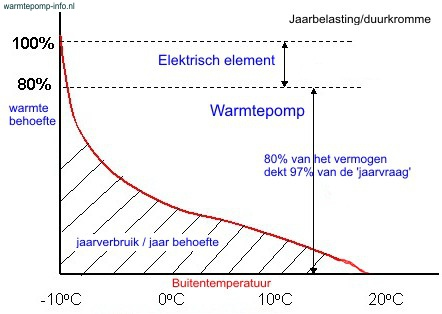 warmtepomp-info.nl
Jaarbelasting/duurkromme
100%
Elektrisch element
80%
warmte
behoefte
Warmtepomp
80% van het vermogen
dekt 97% van de 'jaarvraag'
jaarverbruik / jaar behoefte
Buitentemperatuur
-10ºC 0ºC 10ºC 20ºC